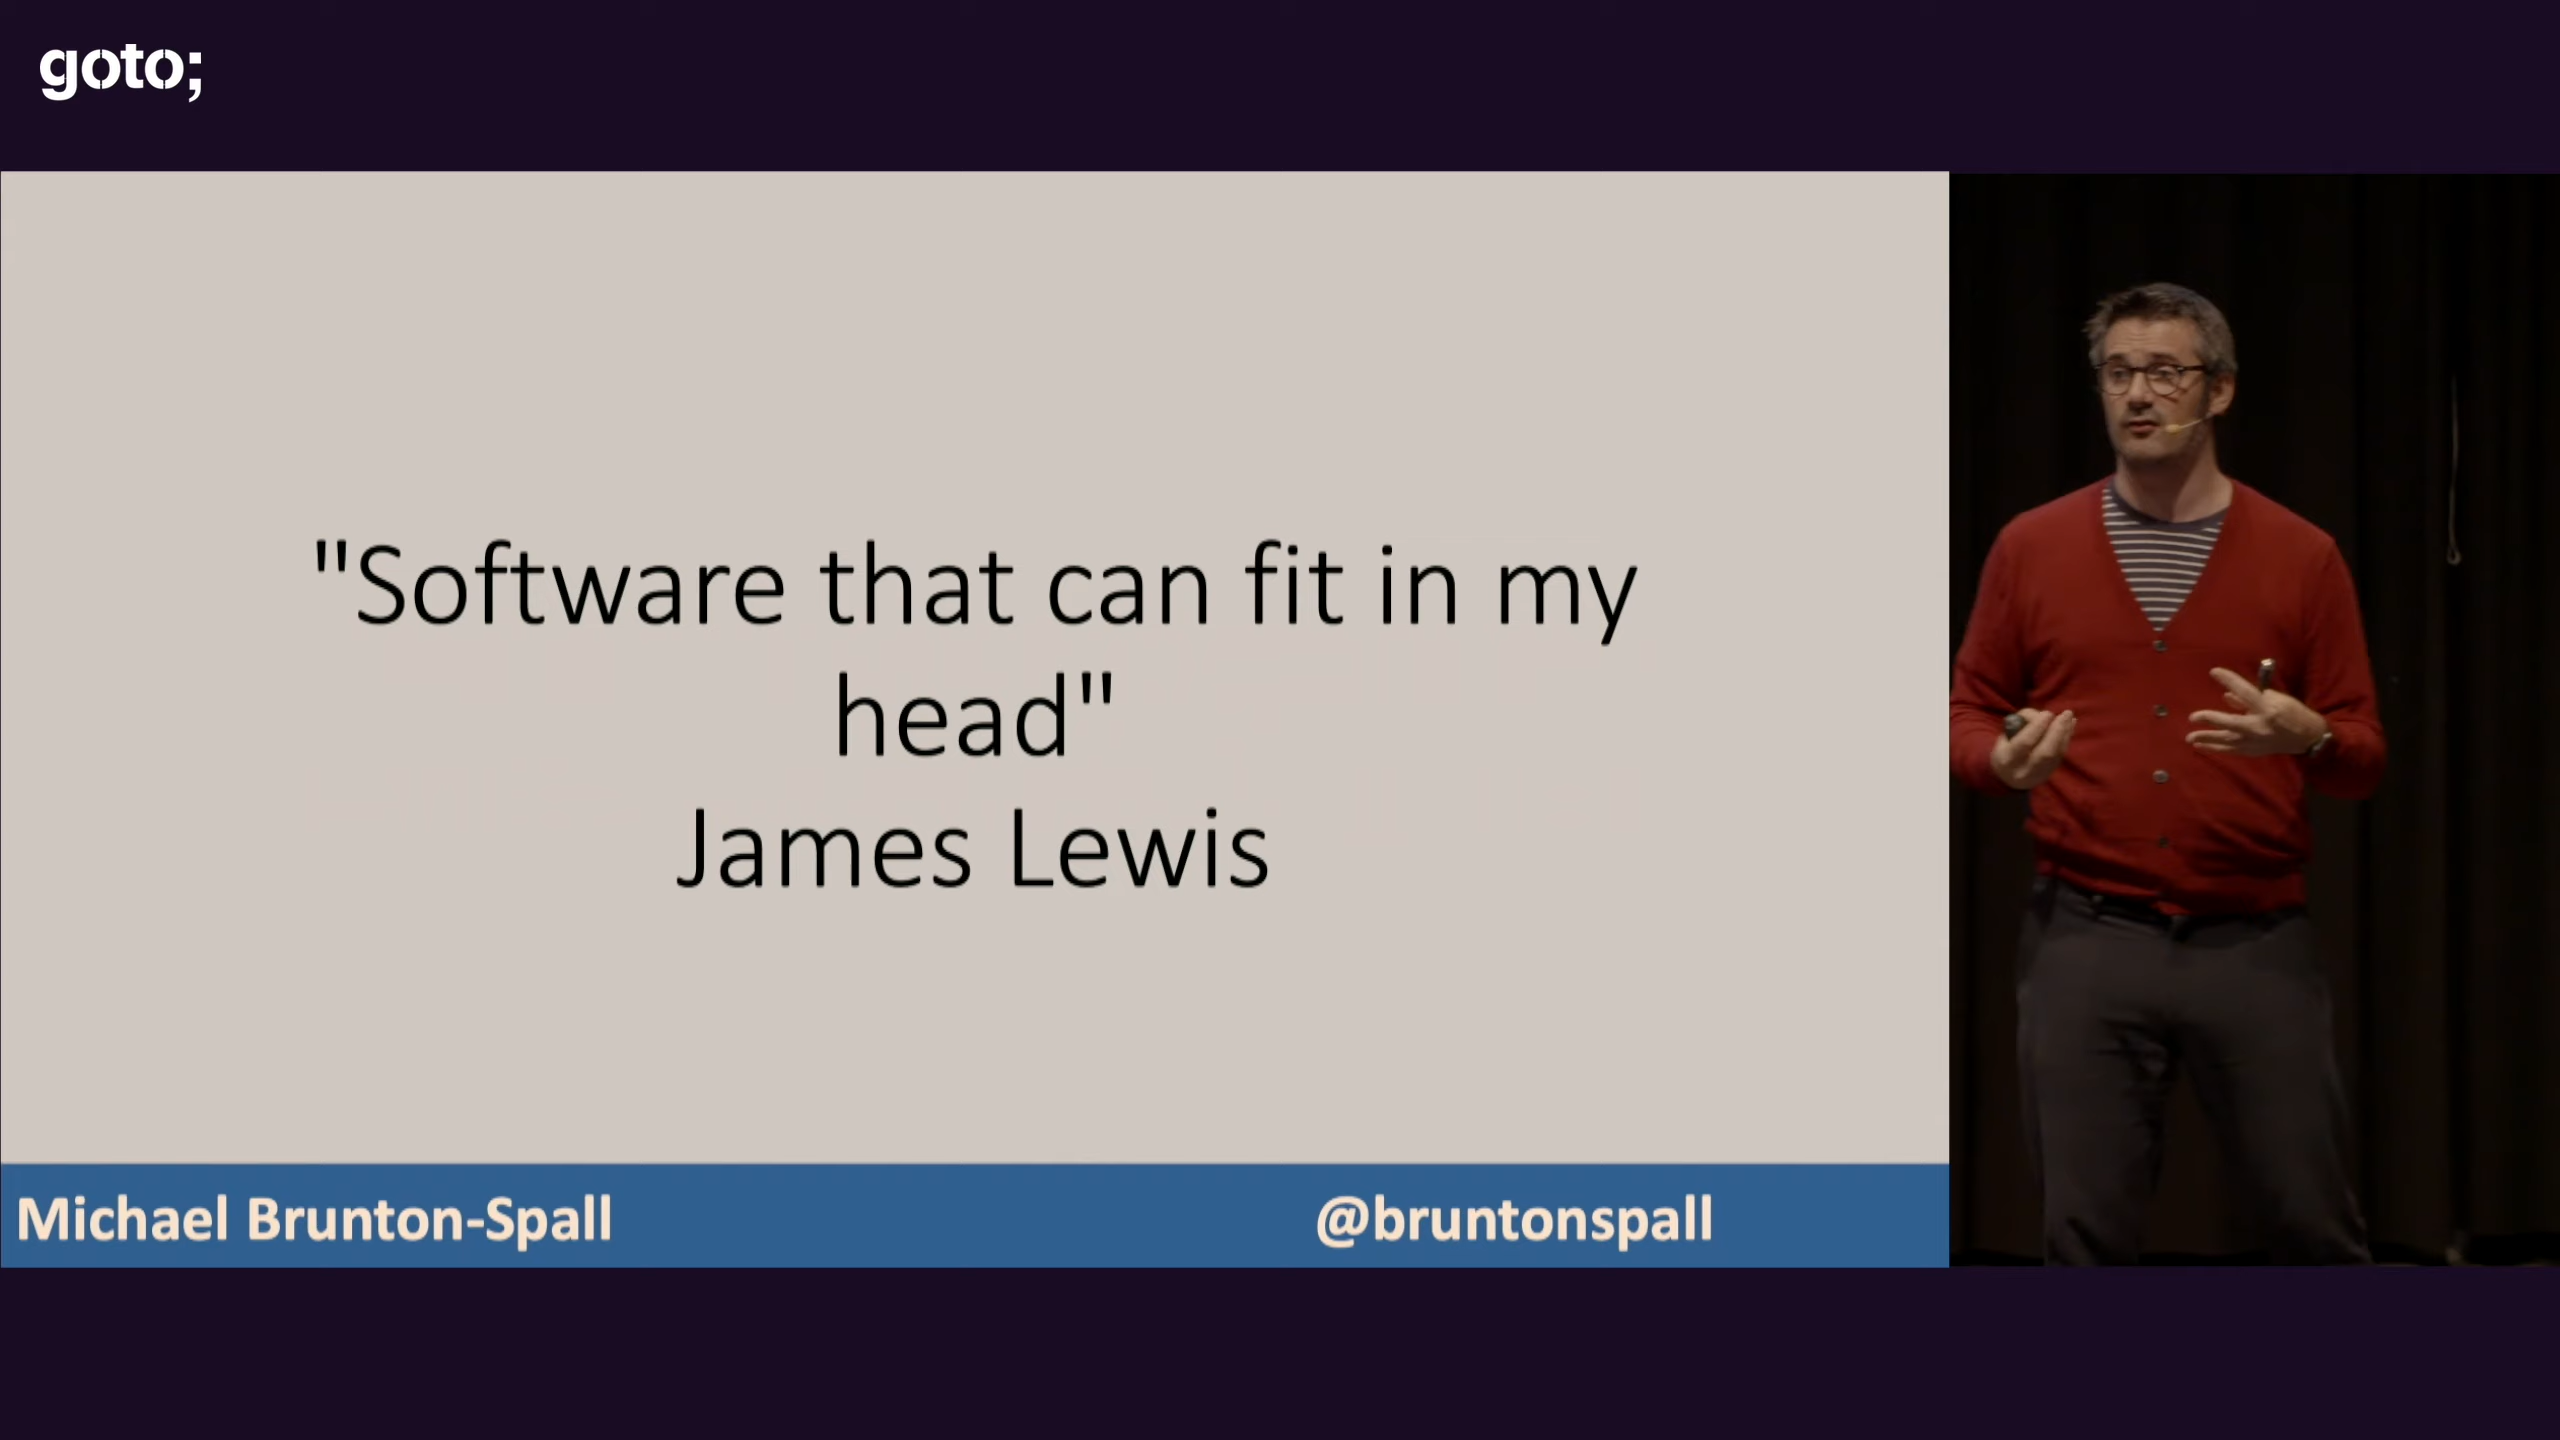 goto;
"Software that can fit in my
head"
James Lewis
Michael Brunton-Spall
@bruntonspall